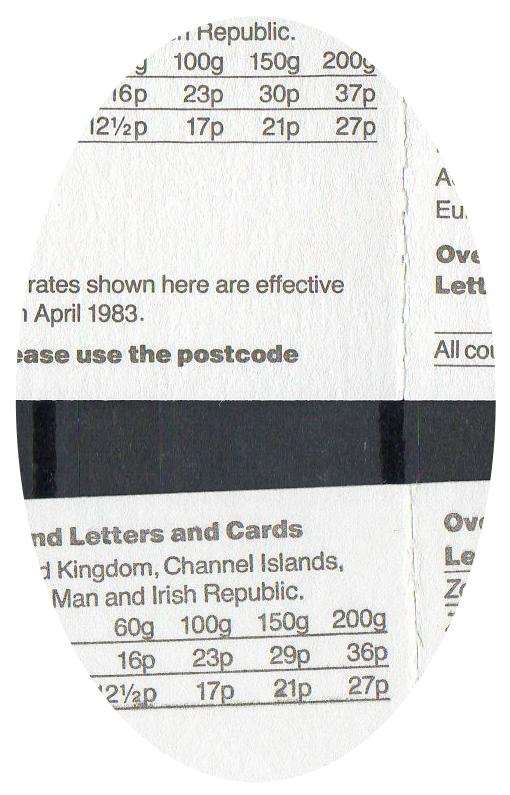 Republic.
100g 150g 200g
16p 23p 30p 37p
12½p 17p 21p 27p
rates shown here are effective
April 1983.
ease use the postcode
All cou
Ove
Lett
Eu
nd Letters and Cards
d Kingdom, Channel Islands,
Man and Irish Republic.
60g 100g 150g 200g
16p 23p 29p 36p
12½p 17p 21p 27p
Ove
Le